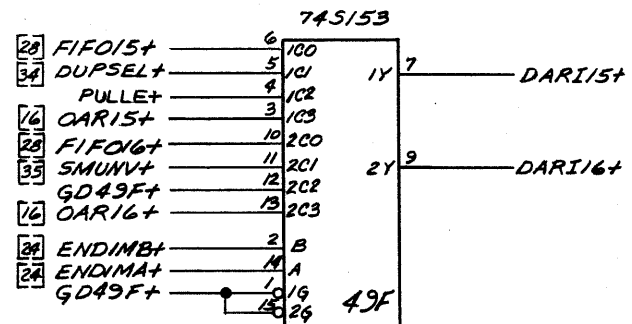 74S153
28 FIFO15+ 6 1C0
34 DUPSEL+ 5 1C1 1Y 7 DARI15+
PULLE+ 4 1C2
16 OAR15+ 3 1C3
28 FIFO16+ 10 2C0
35 SMUNV+ 11 2C1 2Y 9 DARI16+
GD49F+ 12 2C2
16 OAR16+ 13 2C3
24 ENDIMB+ 2 B
24 ENDIMA+ 14 A
GD49F+ 1 1G
15 2G 49F